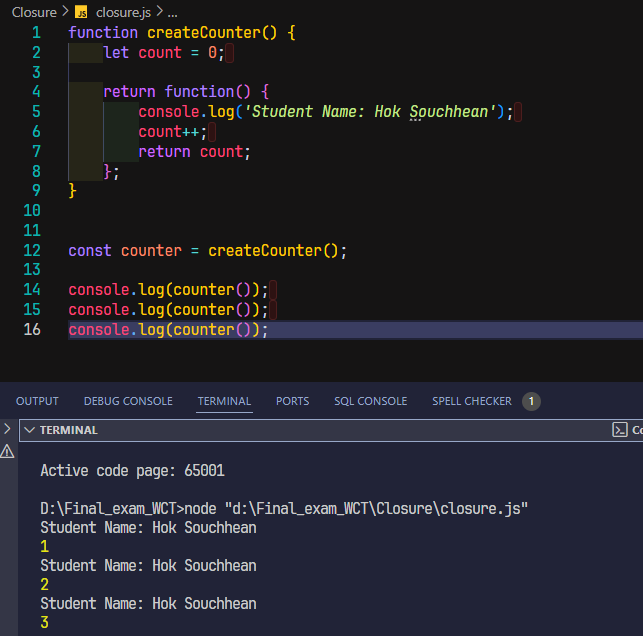 Closure > JS closure.js > ...
1 function createCounter() {
2     let count = 0;
3
4     return function() {
5         console.log('Student Name: Hok Souchhean');
6         count++;
7         return count;
8     };
9 }
10
11
12 const counter = createCounter();
13
14 console.log(counter());
15 console.log(counter());
16 console.log(counter());
OUTPUT DEBUG CONSOLE TERMINAL PORTS SQL CONSOLE SPELL CHECKER 1
TERMINAL Co
Active code page: 65001
D:\Final_exam_WCT>node "d:\Final_exam_WCT\Closure\closure.js"
Student Name: Hok Souchhean
1
Student Name: Hok Souchhean
2
Student Name: Hok Souchhean
3